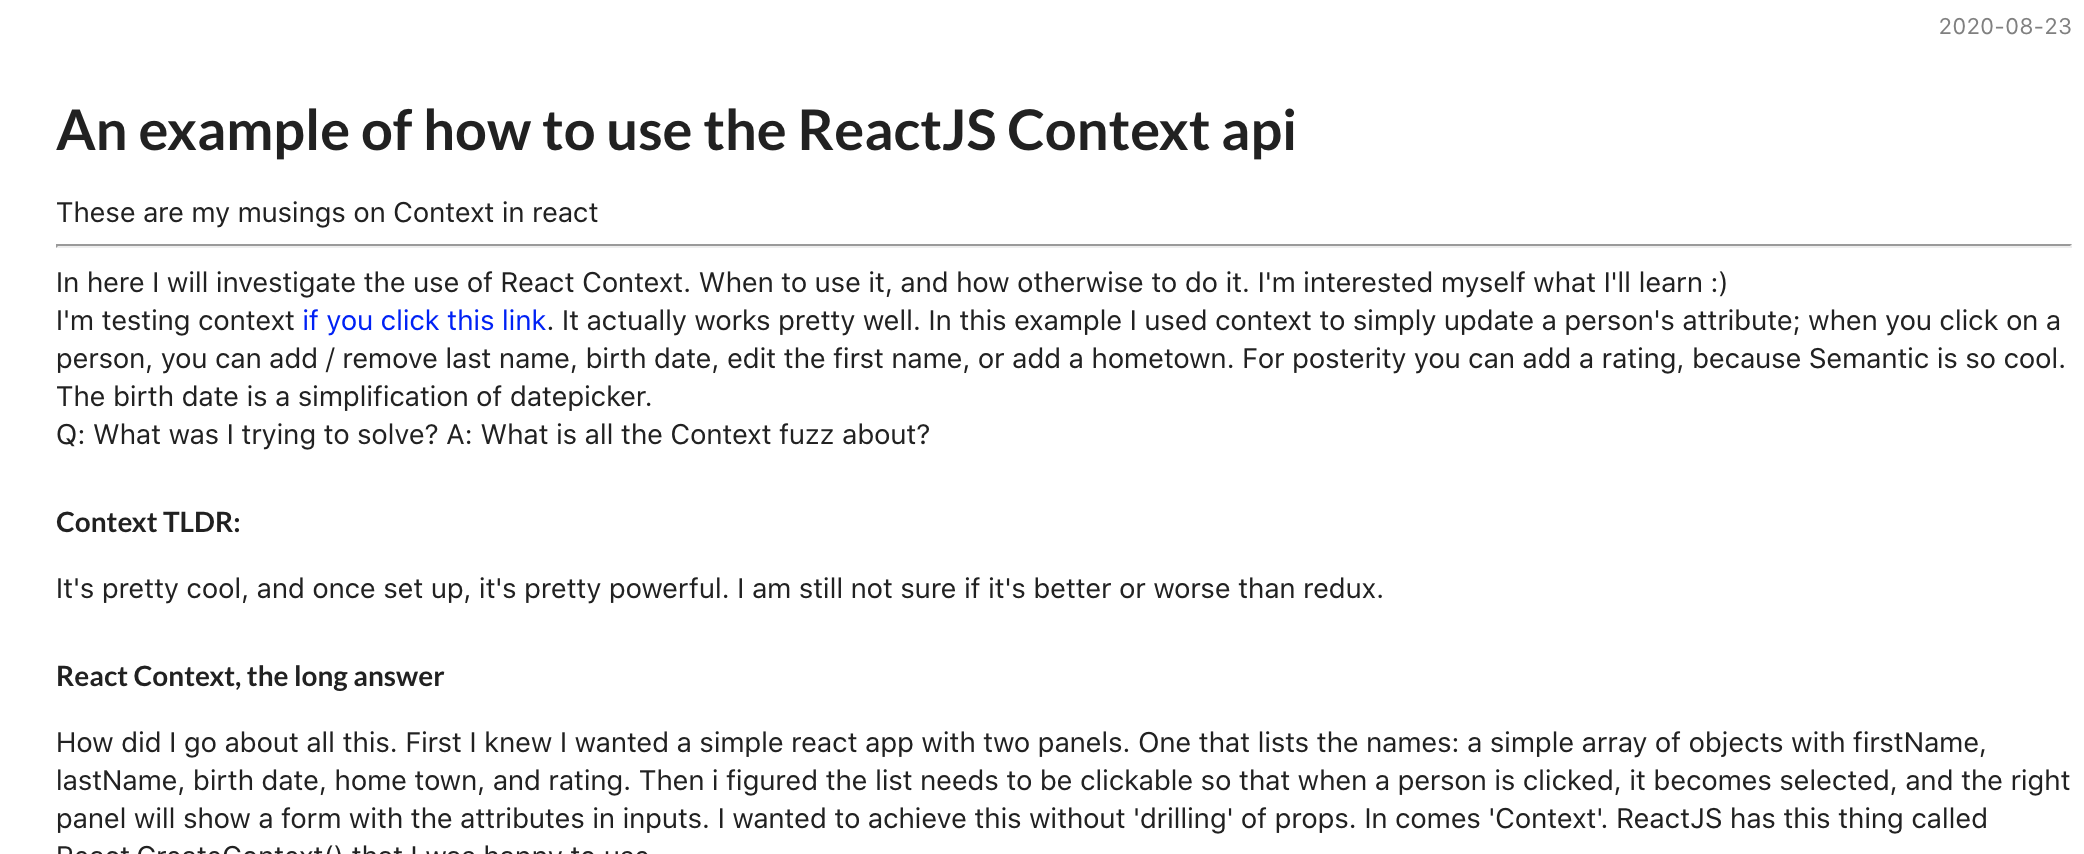 2020-08-23
An example of how to use the ReactJS Context api
These are my musings on Context in react
In here I will investigate the use of React Context. When to use it, and how otherwise to do it. I'm interested myself what I'll learn :)
I'm testing context if you click this link. It actually works pretty well. In this example I used context to simply update a person's attribute; when you click on a
person, you can add / remove last name, birth date, edit the first name, or add a hometown. For posterity you can add a rating, because Semantic is so cool.
The birth date is a simplification of datepicker.
Q: What was I trying to solve? A: What is all the Context fuzz about?
Context TLDR:
It's pretty cool, and once set up, it's pretty powerful. I am still not sure if it's better or worse than redux.
React Context, the long answer
How did I go about all this. First I knew I wanted a simple react app with two panels. One that lists the names: a simple array of objects with firstName,
lastName, birth date, home town, and rating. Then i figured the list needs to be clickable so that when a person is clicked, it becomes selected, and the right
panel will show a form with the attributes in inputs. I wanted to achieve this without 'drilling' of props. In comes 'Context'. ReactJS has this thing called
React.CreateContext() that I was happy to use